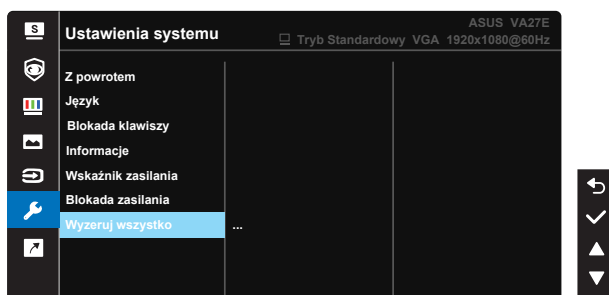 S
Ustawienia systemu
ASUS VA27E
Tryb Standardowy VGA 1920x1080@60Hz
Z powrotem
Język
Blokada klawiszy
Informacje
Wskaźnik zasilania
Blokada zasilania
Wyzeruj wszystko ...